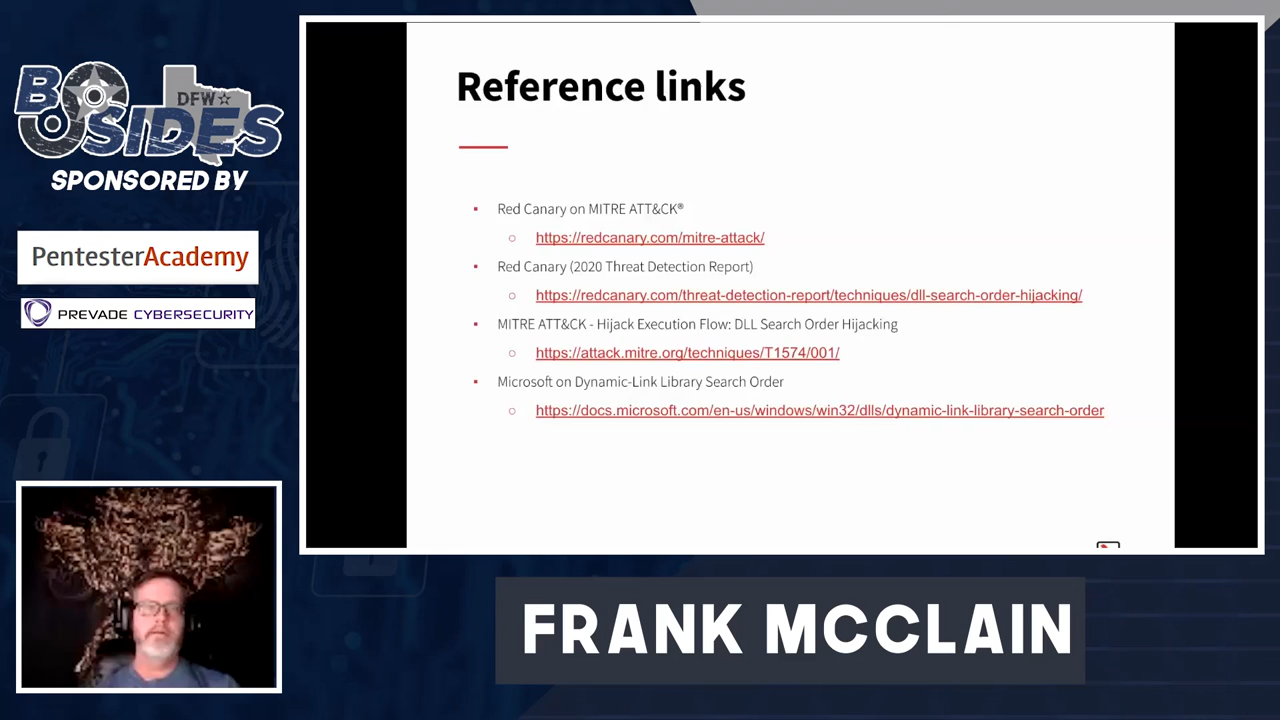 BSIDES
DFW
SPONSORED BY
PentesterAcademy
PREVADE CYBERSECURITY
Reference links
▪ Red Canary on MITRE ATT&CK®
○ https://redcanary.com/mitre-attack/
▪ Red Canary (2020 Threat Detection Report)
○ https://redcanary.com/threat-detection-report/techniques/dll-search-order-hijacking/
▪ MITRE ATT&CK - Hijack Execution Flow: DLL Search Order Hijacking
○ https://attack.mitre.org/techniques/T1574/001/
▪ Microsoft on Dynamic-Link Library Search Order
○ https://docs.microsoft.com/en-us/windows/win32/dlls/dynamic-link-library-search-order
FRANK MCCLAIN